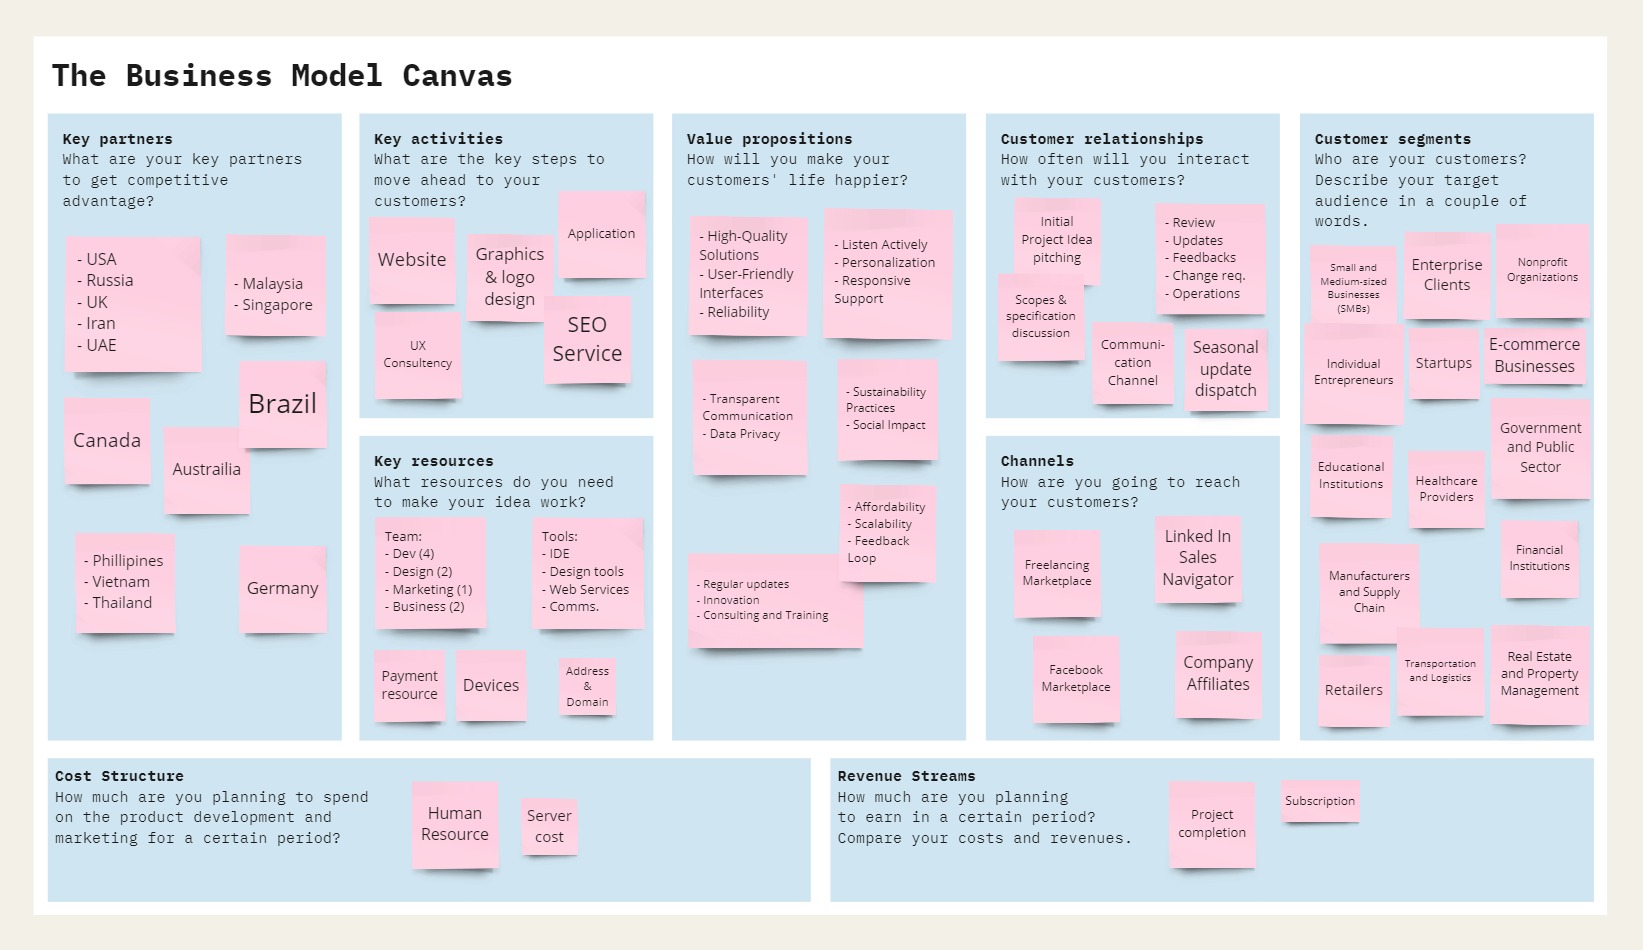 The Business Model Canvas
Key partners
What are your key partners
to get competitive
advantage?
- USA
- Russia
- UK
- Iran
- UAE
- Malaysia
- Singapore
Brazil
Canada
Austrailia
- Phillipines
- Vietnam
- Thailand
Germany
Key activities
What are the key steps to
move ahead to your
customers?
Application
Website
Graphics
& logo
design
SEO
Service
UX
Consultency
Key resources
What resources do you need
to make your idea work?
Team:
- Dev (4)
- Design (2)
- Marketing (1)
- Business (2)
Tools:
- IDE
- Design tools
- Web Services
- Comms.
Payment
resource
Devices
Address
&
Domain
Value propositions
How will you make your
customers' life happier?
- High-Quality
Solutions
- User-Friendly
Interfaces
- Reliability
- Listen Actively
- Personalization
- Responsive
Support
- Transparent
Communication
- Data Privacy
- Sustainability
Practices
- Social Impact
- Affordability
- Scalability
- Feedback
Loop
- Regular updates
- Innovation
- Consulting and Training
Customer relationships
How often will you interact
with your customers?
Initial
Project Idea
pitching
- Review
- Updates
- Feedbacks
- Change req.
- Operations
Scopes &
specification
discussion
Communi-
cation
Channel
Seasonal
update
dispatch
Channels
How are you going to reach
your customers?
Freelancing
Marketplace
Linked In
Sales
Navigator
Facebook
Marketplace
Company
Affiliates
Customer segments
Who are your customers?
Describe your target
audience in a couple of
words.
Small and
Medium-sized
Businesses
(SMBs)
Enterprise
Clients
Nonprofit
Organizations
Individual
Entrepreneurs
Startups
E-commerce
Businesses
Government
and Public
Sector
Educational
Institutions
Healthcare
Providers
Financial
Institutions
Manufacturers
and Supply
Chain
Transportation
and Logistics
Real Estate
and Property
Management
Retailers
Cost Structure
How much are you planning to spend
on the product development and
marketing for a certain period?
Human
Resource
Server
cost
Revenue Streams
How much are you planning
to earn in a certain period?
Compare your costs and revenues.
Project
completion
Subscription